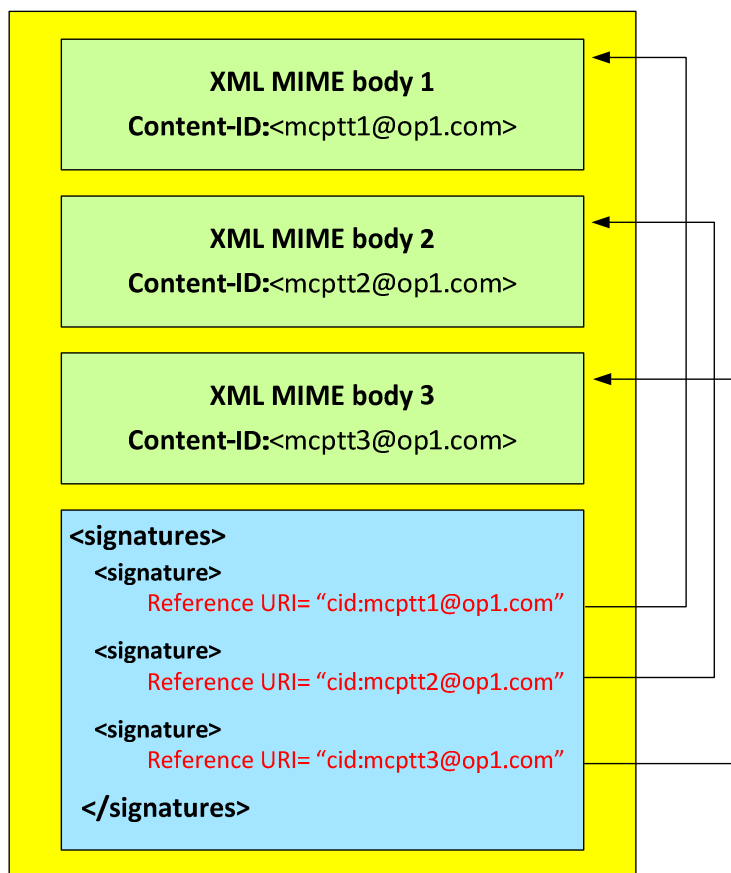 XML MIME body 1
Content-ID:<mcptt1@op1.com>
XML MIME body 2
Content-ID:<mcptt2@op1.com>
XML MIME body 3
Content-ID:<mcptt3@op1.com>
<signatures>
<signature>
Reference URI= “cid:mcptt1@op1.com”
<signature>
Reference URI= “cid:mcptt2@op1.com”
<signature>
Reference URI= “cid:mcptt3@op1.com”
</signatures>